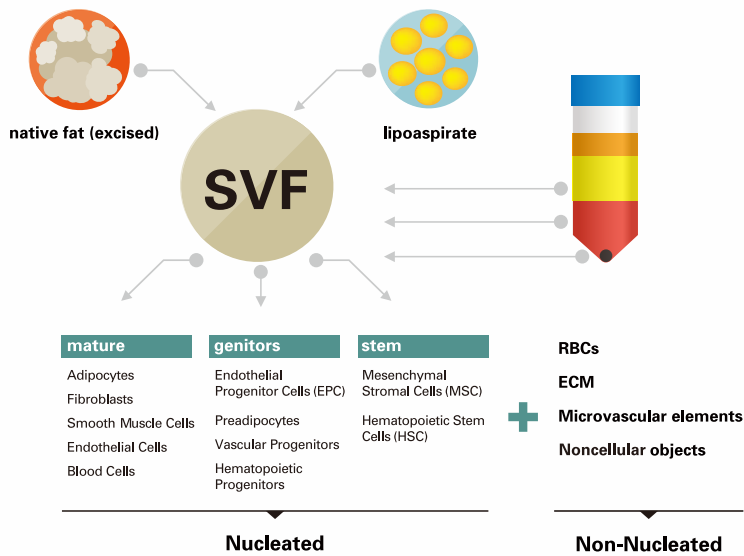 native fat (excised)
lipoaspirate
SVF
mature
Adipocytes
Fibroblasts
Smooth Muscle Cells
Endothelial Cells
Blood Cells
genitors
Endothelial
Progenitor Cells (EPC)
Preadipocytes
Vascular Progenitors
Hematopoietic
Progenitors
stem
Mesenchymal
Stromal Cells (MSC)
Hematopoietic Stem
Cells (HSC)
+
RBCs
ECM
Microvascular elements
Noncellular objects
Nucleated
Non-Nucleated